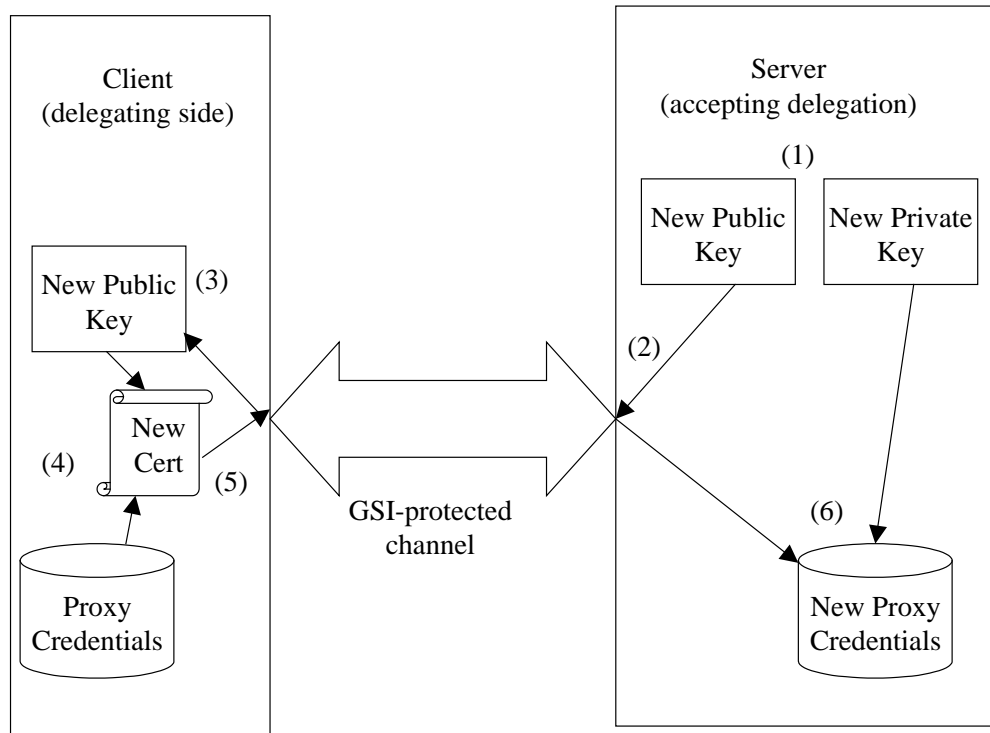 Client
(delegating side)
Server
(accepting delegation)
(1)
New Public
Key
New Private
Key
New Public
Key
(3)
(2)
New
Cert
(4)
(5)
GSI-protected
channel
(6)
Proxy
Credentials
New Proxy
Credentials